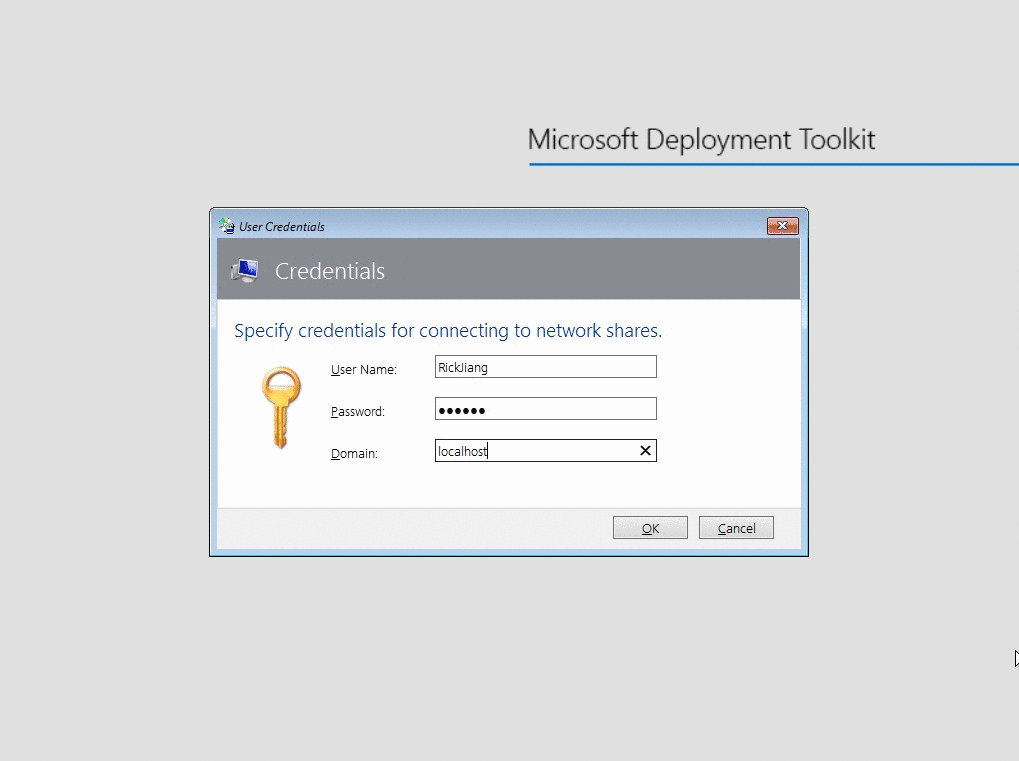 Microsoft Deployment Toolkit
User Credentials
Credentials
Specify credentials for connecting to network shares.
User Name: RickJiang
Password: ●●●●●●
Domain: localhost
OK Cancel